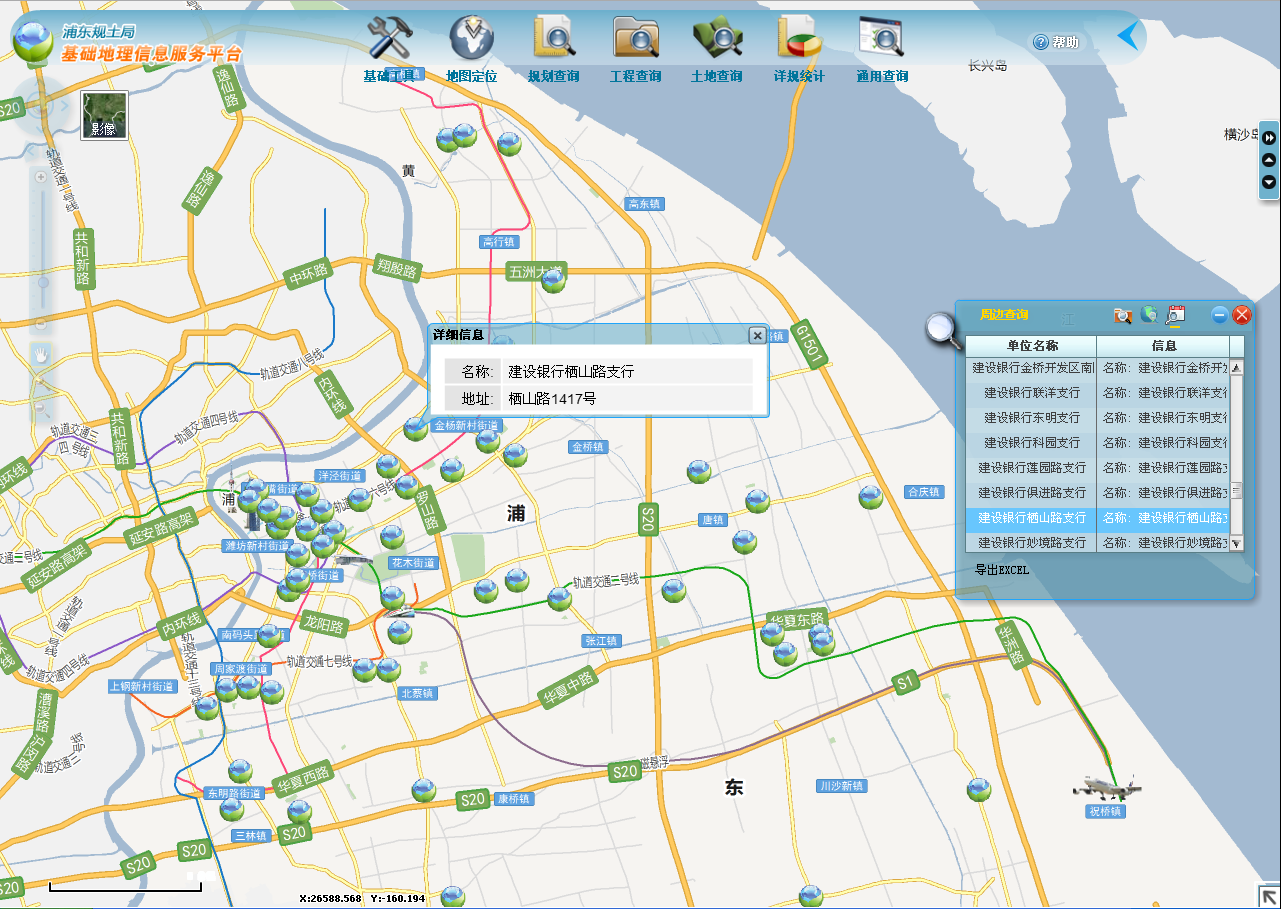 浦东规土局
基础地理信息服务平台
基础工具
地图定位
规划查询
工程查询
土地查询
详规统计
通用查询
帮助
长兴岛
横沙岛
S20
影像
逸仙路
轨道交通一号线
黄
高东镇
高行镇
共和新路
中环路
翔殷路
五洲大道
G1501
详细信息
名称:
建设银行栖山路支行
地址:
栖山路1417号
周边查询
单位名称
信息
建设银行金桥开发区南
名称: 建设银行金桥开发
建设银行联洋支行
名称: 建设银行联洋支行
建设银行东明支行
名称: 建设银行东明支行
建设银行科园支行
名称: 建设银行科园支行
建设银行莲园路支行
名称: 建设银行莲园路支
建设银行俱进路支行
名称: 建设银行俱进路支
建设银行栖山路支行
名称: 建设银行栖山路支
建设银行妙境路支行
名称: 建设银行妙境路支
导出EXCEL
轨道交通八号线
内环线
共和新路
轨道交通四号线
轨道交通三
四 号线
内环线
金杨新村街道
金桥镇
洋泾街道
轨道交通六号线
罗山路
浦
浦
S20
唐镇
合庆镇
延安路高架
延安路高架
潍坊新村街道
花木街道
轨道交通二号线
内环线
龙阳路
南码头路街道
轨道交通七号线
周家渡街道
上钢新村街道
轨道交通四号线
轨道交通十三号线
张江镇
北蔡镇
华夏中路
华夏东路
华洲路
S1
漕溪路
沪闵路
S20
磁悬浮
东
川沙新镇
祝桥镇
华夏西路
东明路街道
S20
康桥镇
三林镇
S20
S20
S20
S20
X:26588.568 Y:-160.194